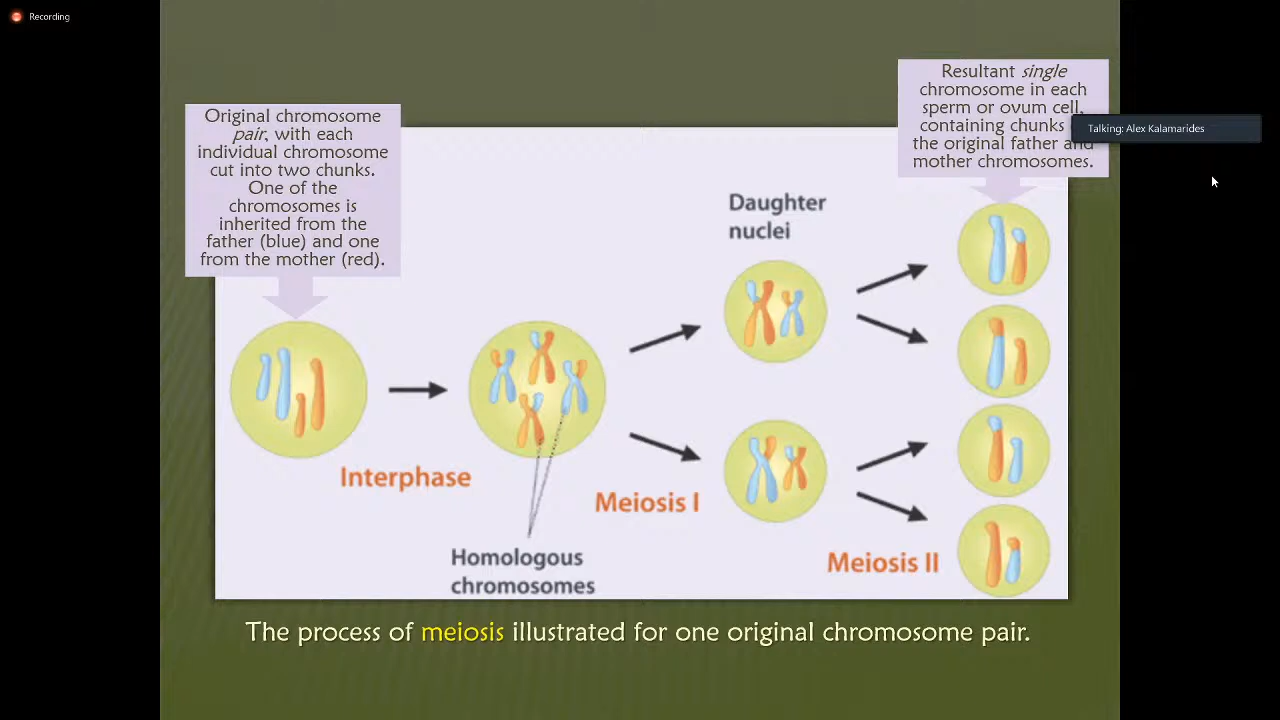 Recording
Original chromosome
pair, with each
individual chromosome
cut into two chunks.
One of the
chromosomes is
inherited from the
father (blue) and one
from the mother (red).
Resultant single
chromosome in each
sperm or ovum cell,
containing chunks
the original father and
mother chromosomes.
Talking: Alex Kalamarides
Daughter
nuclei
Interphase
Meiosis I
Homologous
chromosomes
Meiosis II
The process of meiosis illustrated for one original chromosome pair.